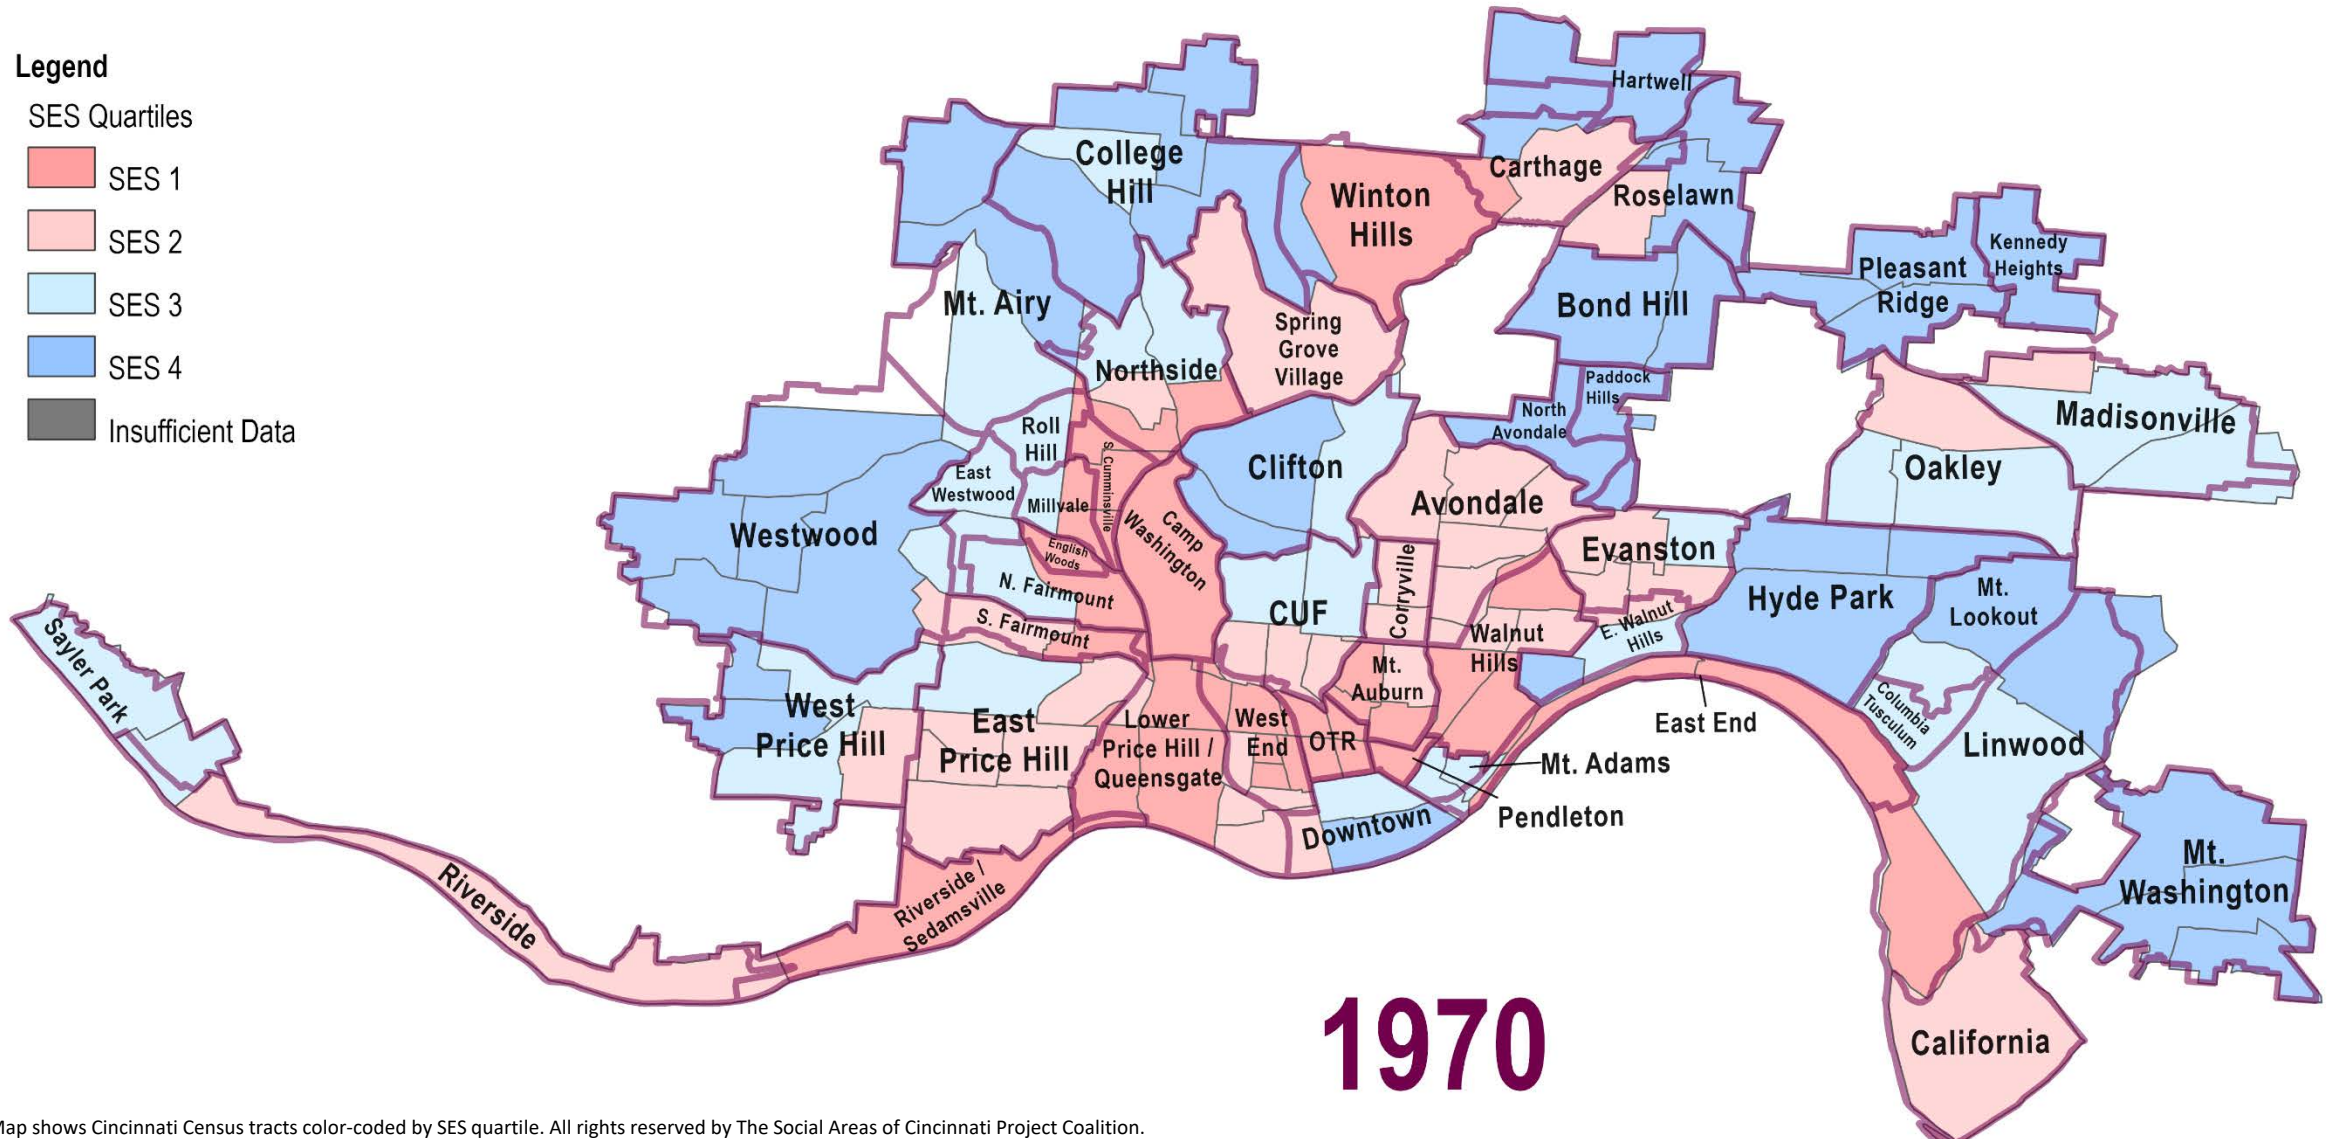 Legend
SES Quartiles
SES 1
SES 2
SES 3
SES 4
Insufficient Data
Hartwell
College
Hill
Carthage
Winton
Hills
Roselawn
Kennedy
Heights
Pleasant
Ridge
Mt. Airy
Bond Hill
Spring
Grove
Village
Northside
Paddock
Hills
North
Avondale
Madisonville
Roll
Hill
East
Westwood
Millvale
S. Cumminsville
Clifton
Oakley
Avondale
Westwood
Camp
Washington
English
Woods
Evanston
N. Fairmount
Corryville
CUF
Hyde Park
Mt.
Lookout
S. Fairmount
E. Walnut
Hills
Walnut
Hills
Sayler Park
Mt.
Auburn
West
Price Hill
East
Price Hill
Lower
Price Hill /
Queensgate
West
End
OTR
East End
Columbia
Tusculum
Linwood
Mt. Adams
Pendleton
Downtown
Mt.
Washington
Riverside
Riverside /
Sedamsville
California
1970
Map shows Cincinnati Census tracts color-coded by SES quartile. All rights reserved by The Social Areas of Cincinnati Project Coalition.